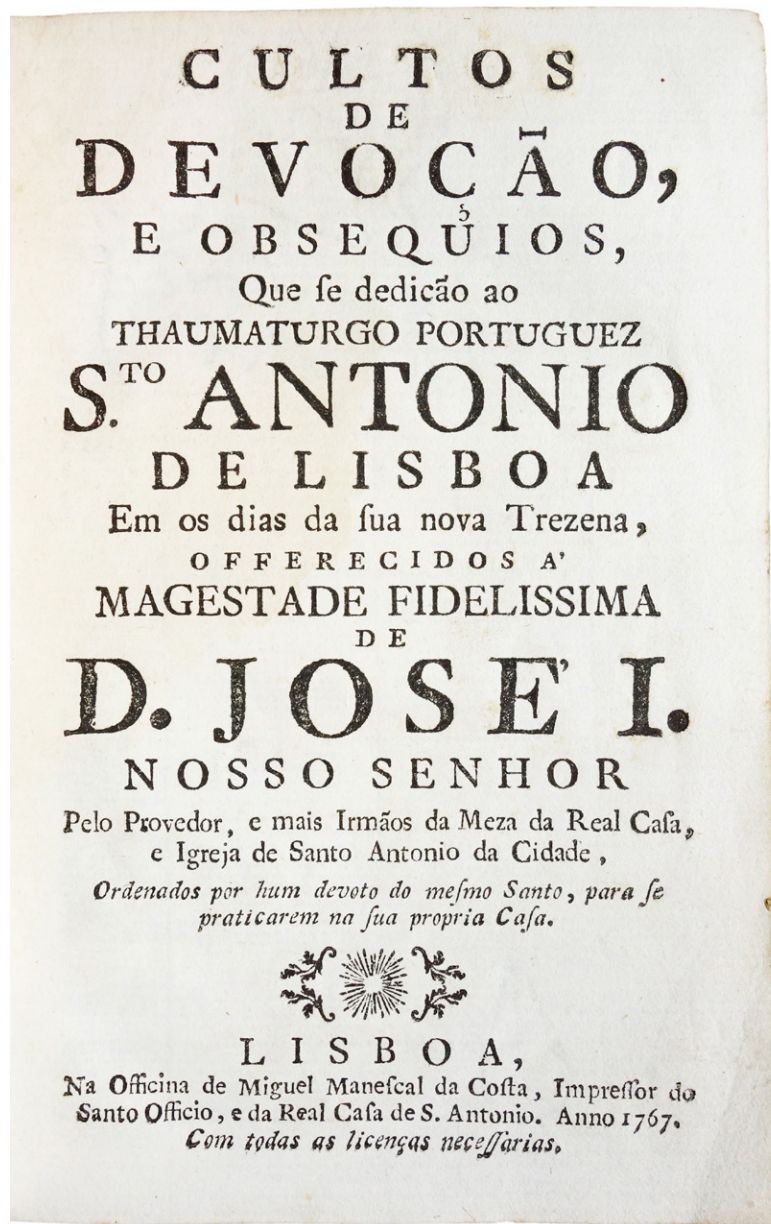 CULTOS
DE
DEVOÇÃO,
E OBSEQUIOS,
Que ſe dedicão ao
THAUMATURGO PORTUGUEZ
S.TO ANTONIO
DE LISBOA
Em os dias da ſua nova Trezena,
OFFERECIDOS A'
MAGESTADE FIDELISSIMA
DE
D. JOSE' I.
NOSSO SENHOR
Pelo Provedor, e mais Irmãos da Meza da Real Caſa,
e Igreja de Santo Antonio da Cidade,
Ordenados por hum devoto do meſmo Santo, para ſe
praticarem na ſua propria Caſa.
LISBOA,
Na Officina de Miguel Maneſcal da Coſta, Impreſſor do
Santo Officio, e da Real Caſa de S. Antonio. Anno 1767.
Com todas as licenças neceſſàrias.